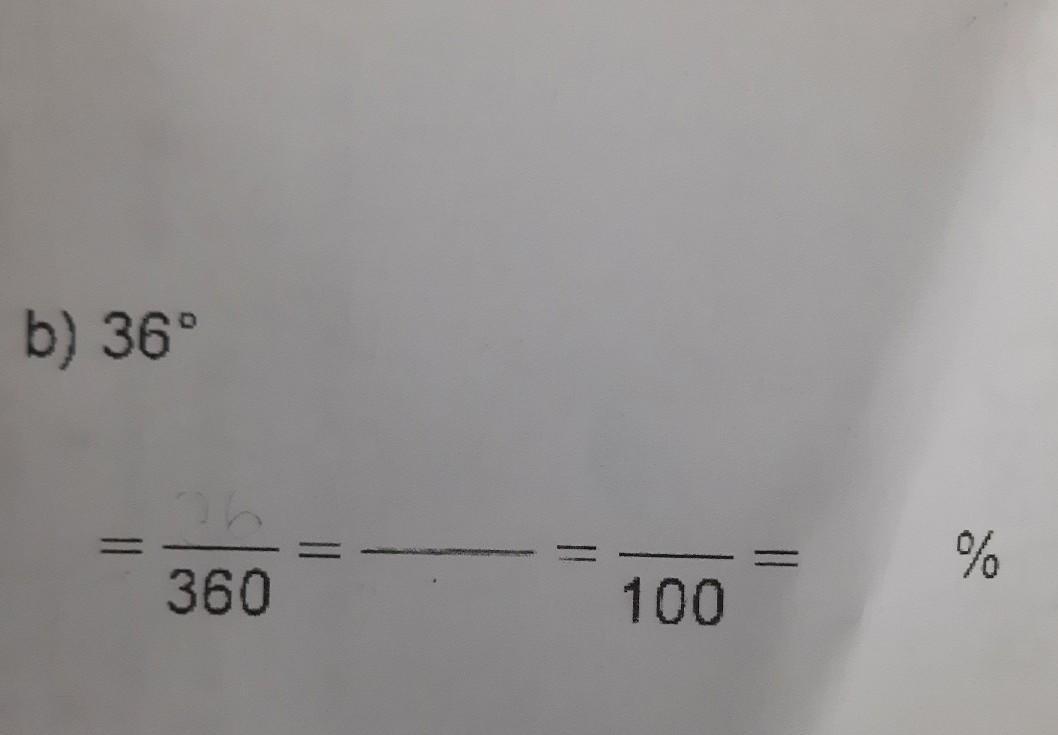 b) 36°
36
= ― = ― = ― = %
360 100